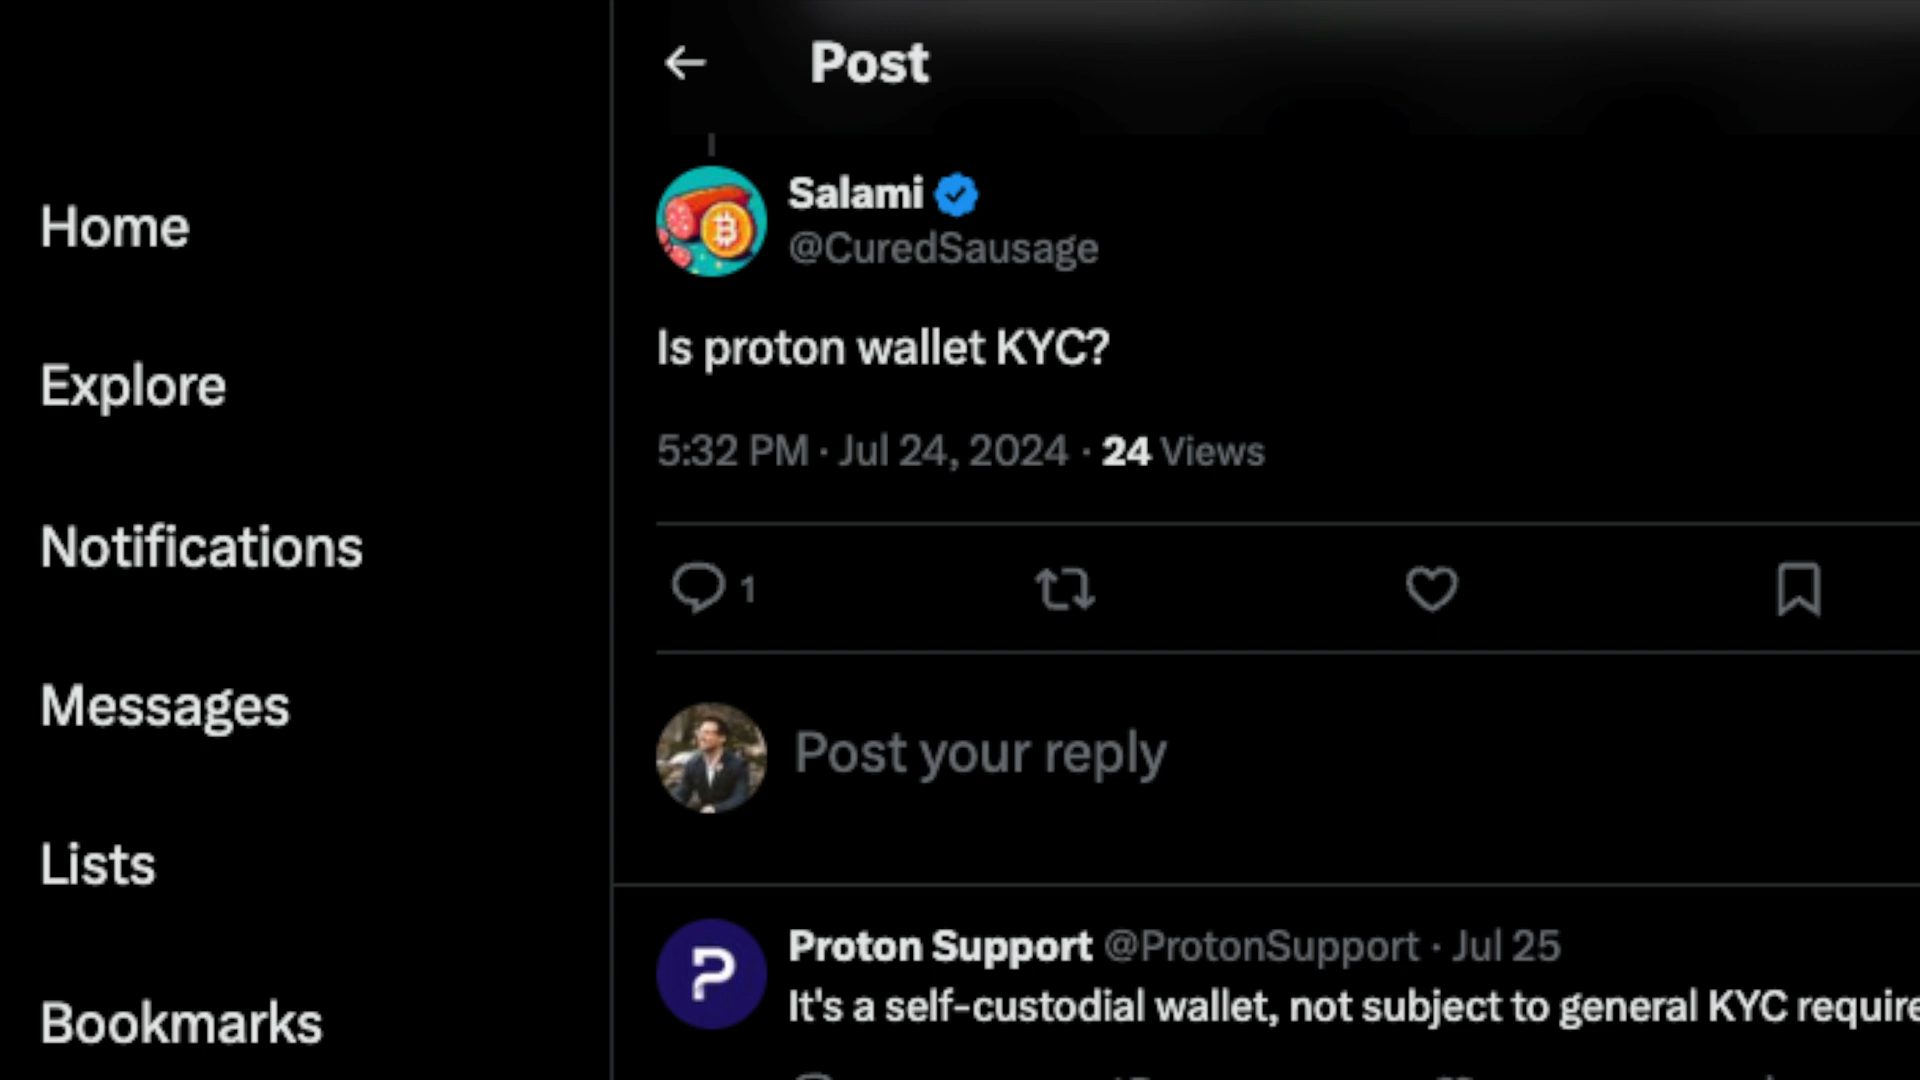 Post
Salami
@CuredSausage
Is proton wallet KYC?
5:32 PM · Jul 24, 2024 · 24 Views
1
Post your reply
Proton Support @ProtonSupport · Jul 25
It's a self-custodial wallet, not subject to general KYC require
Home
Explore
Notifications
Messages
Lists
Bookmarks